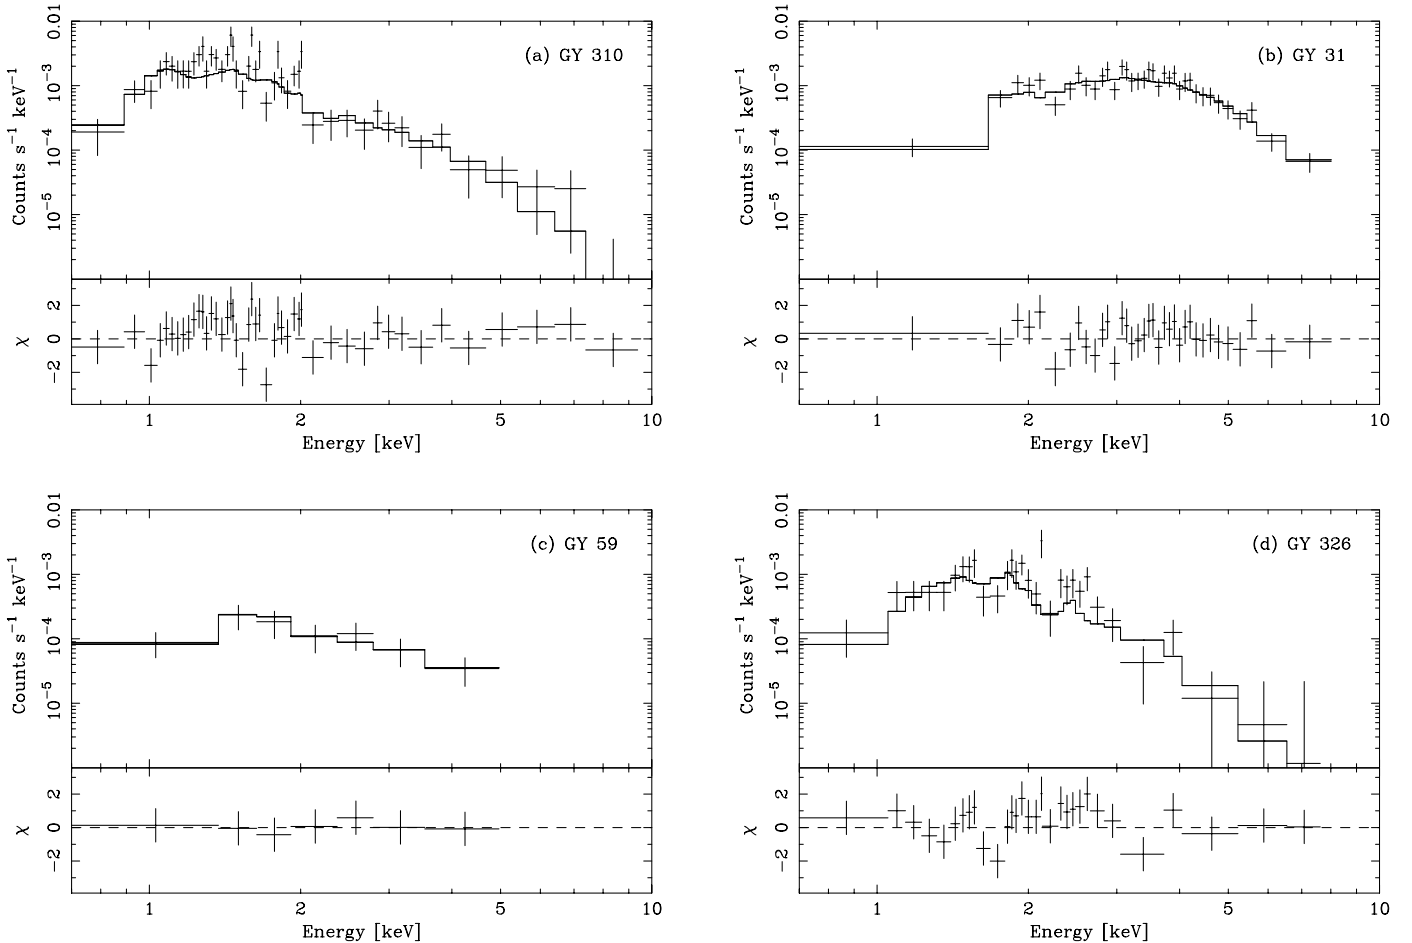 (a) GY 310
0.01
10⁻³
10⁻⁴
10⁻⁵
Counts s⁻¹ keV⁻¹
2
0
−2
χ
1 2 5 10
Energy [keV]
(b) GY 31
0.01
10⁻³
10⁻⁴
10⁻⁵
Counts s⁻¹ keV⁻¹
2
0
−2
χ
1 2 5 10
Energy [keV]
(c) GY 59
0.01
10⁻³
10⁻⁴
10⁻⁵
Counts s⁻¹ keV⁻¹
2
0
−2
χ
1 2 5 10
Energy [keV]
(d) GY 326
0.01
10⁻³
10⁻⁴
10⁻⁵
Counts s⁻¹ keV⁻¹
2
0
−2
χ
1 2 5 10
Energy [keV]